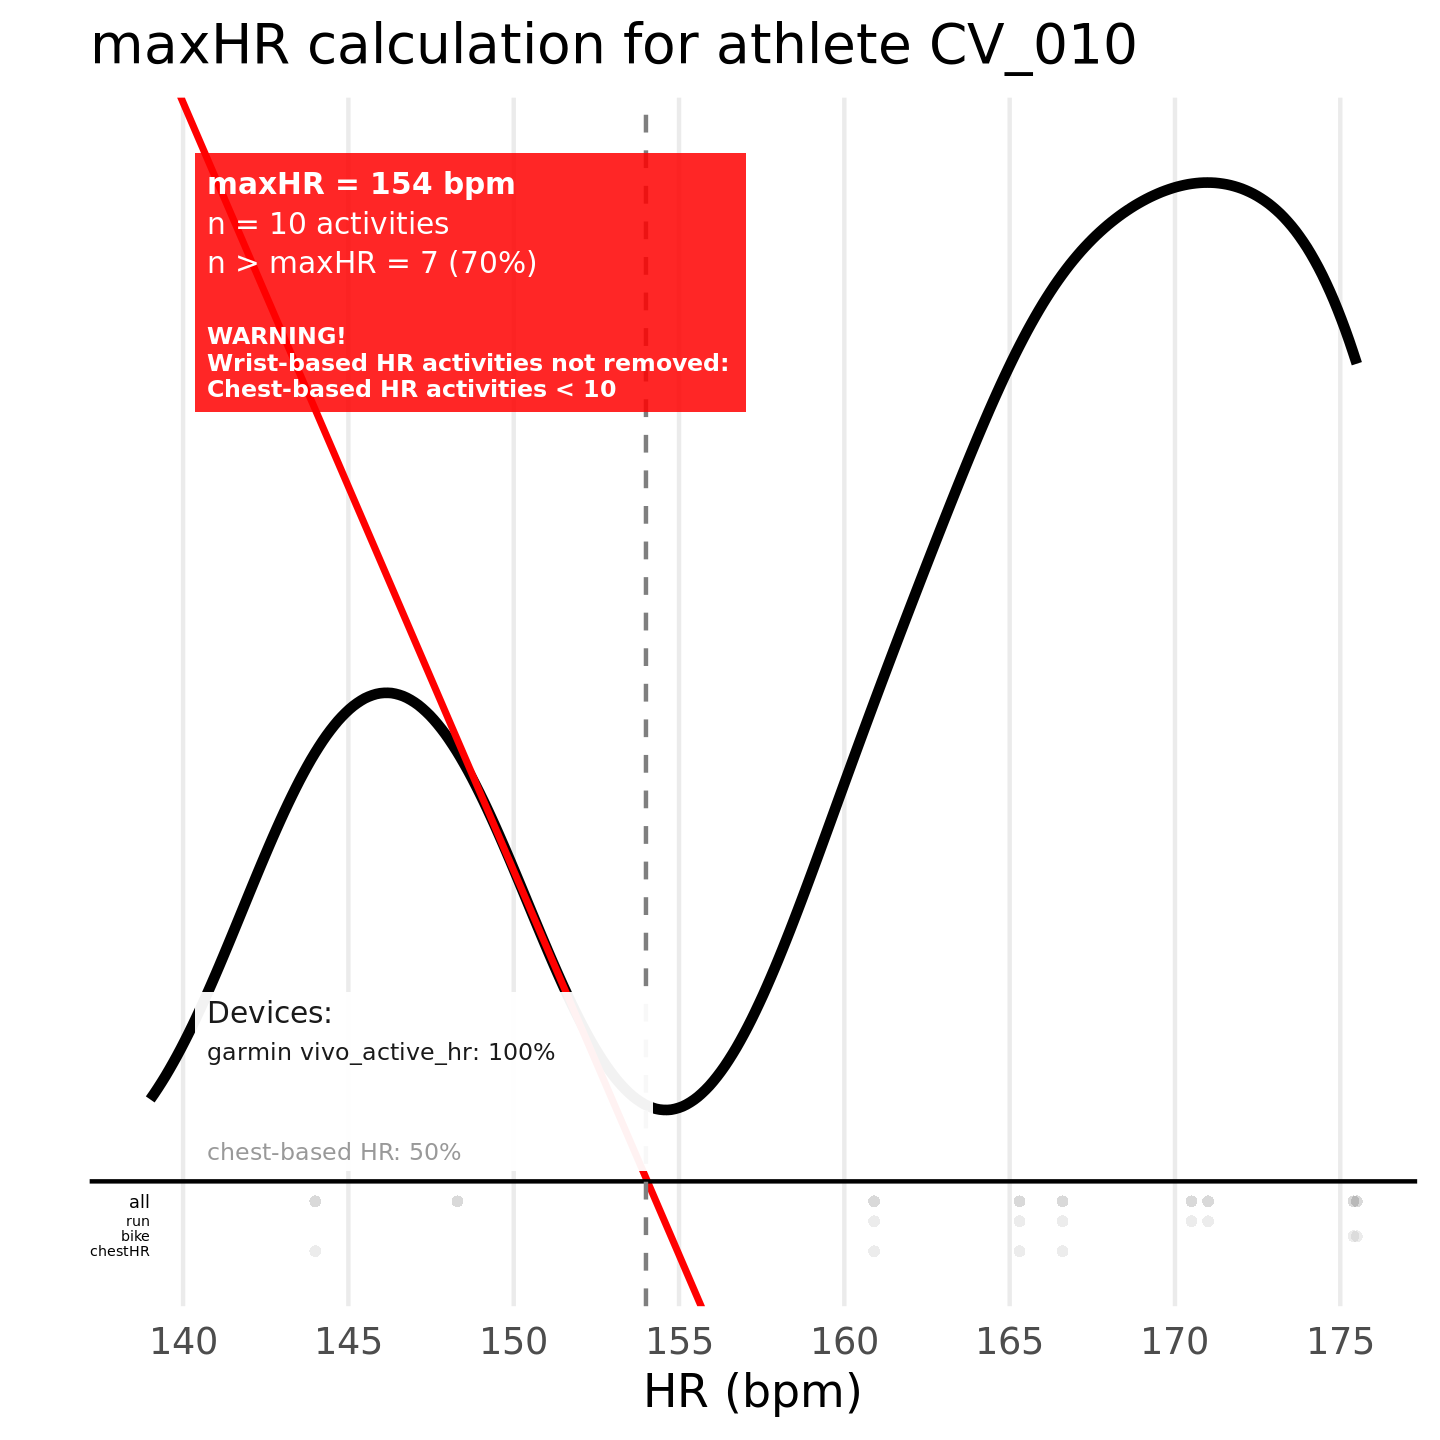 maxHR calculation for athlete CV_010
maxHR = 154 bpm
n = 10 activities
n > maxHR = 7 (70%)
WARNING!
Wrist-based HR activities not removed:
Chest-based HR activities < 10
Devices:
garmin vivo_active_hr: 100%
chest-based HR: 50%
all
run
bike
chestHR
140 145 150 155 160 165 170 175
HR (bpm)